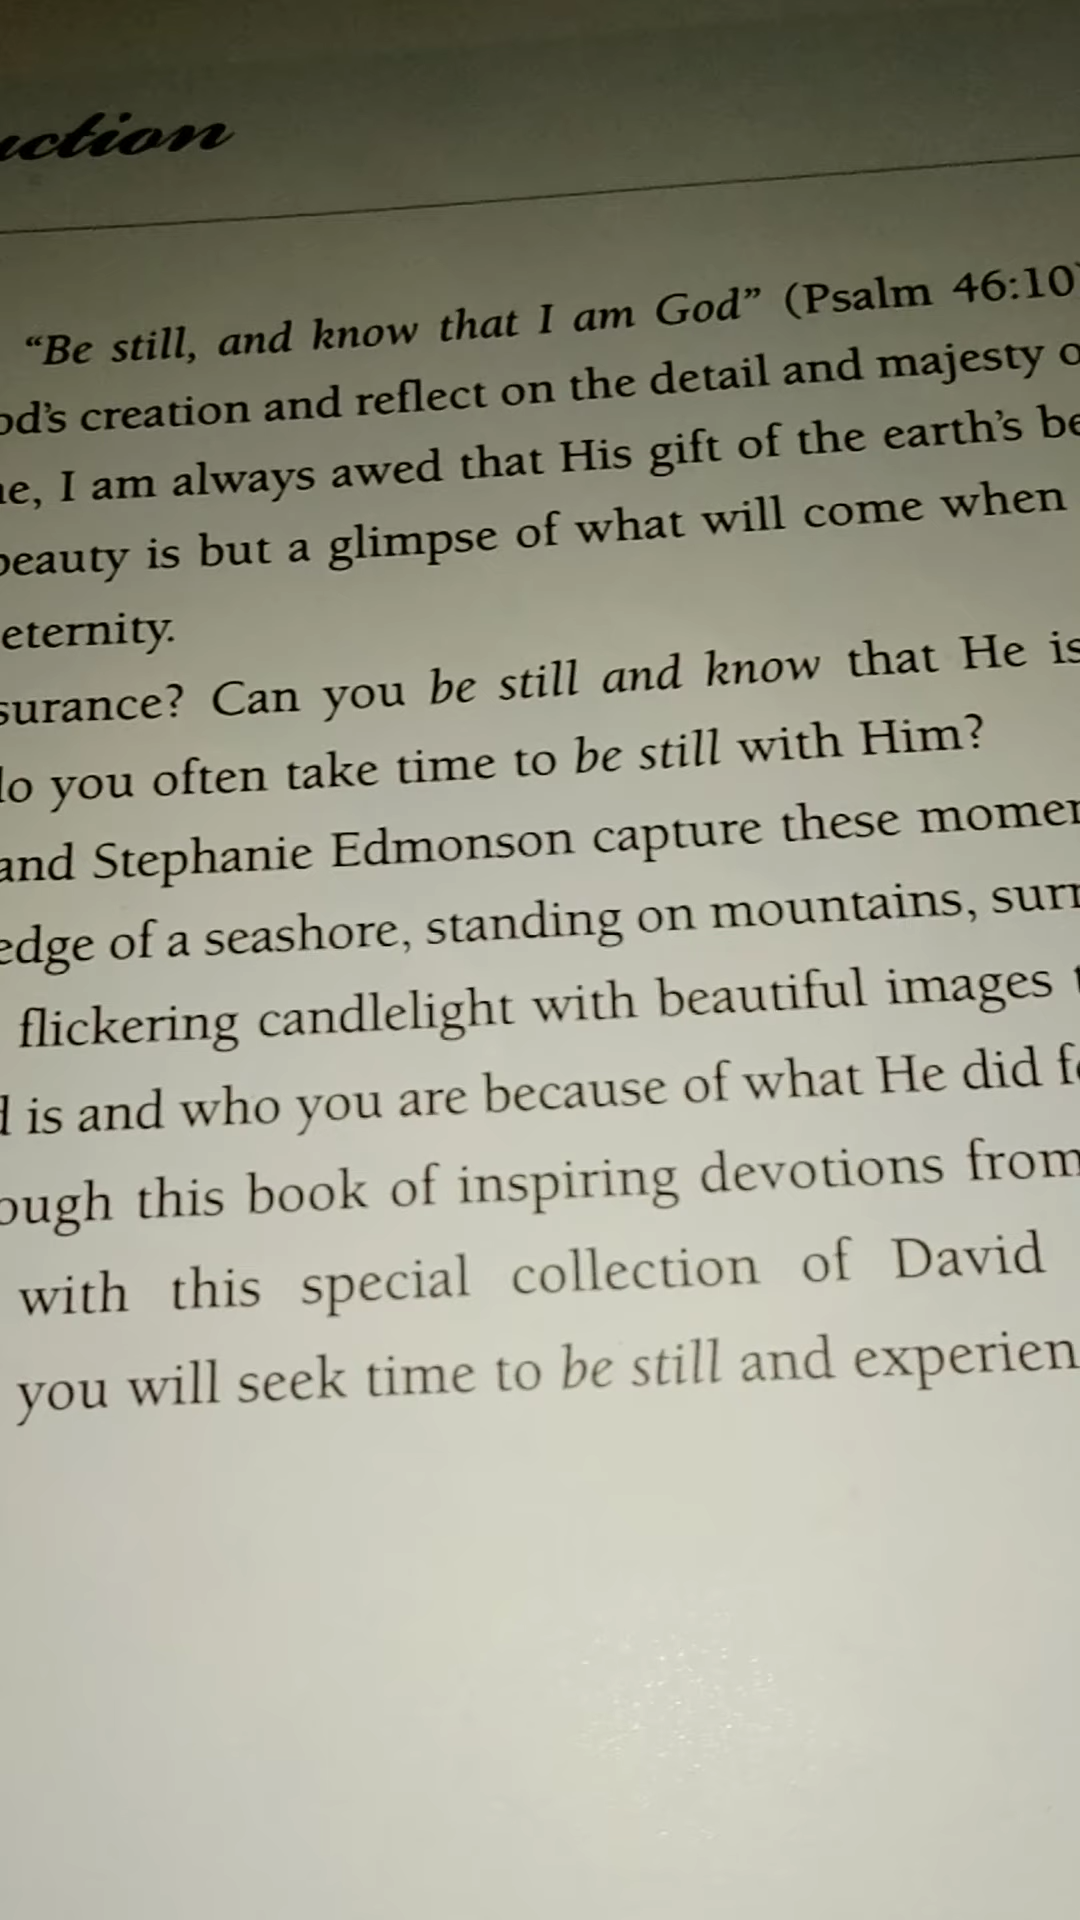 uction
“Be still, and know that I am God” (Psalm 46:10)
od’s creation and reflect on the detail and majesty o
e, I am always awed that His gift of the earth’s be
beauty is but a glimpse of what will come when
eternity.
surance? Can you be still and know that He is
do you often take time to be still with Him?
and Stephanie Edmonson capture these momen
edge of a seashore, standing on mountains, surr
flickering candlelight with beautiful images t
d is and who you are because of what He did fo
ough this book of inspiring devotions from
with this special collection of David
you will seek time to be still and experien